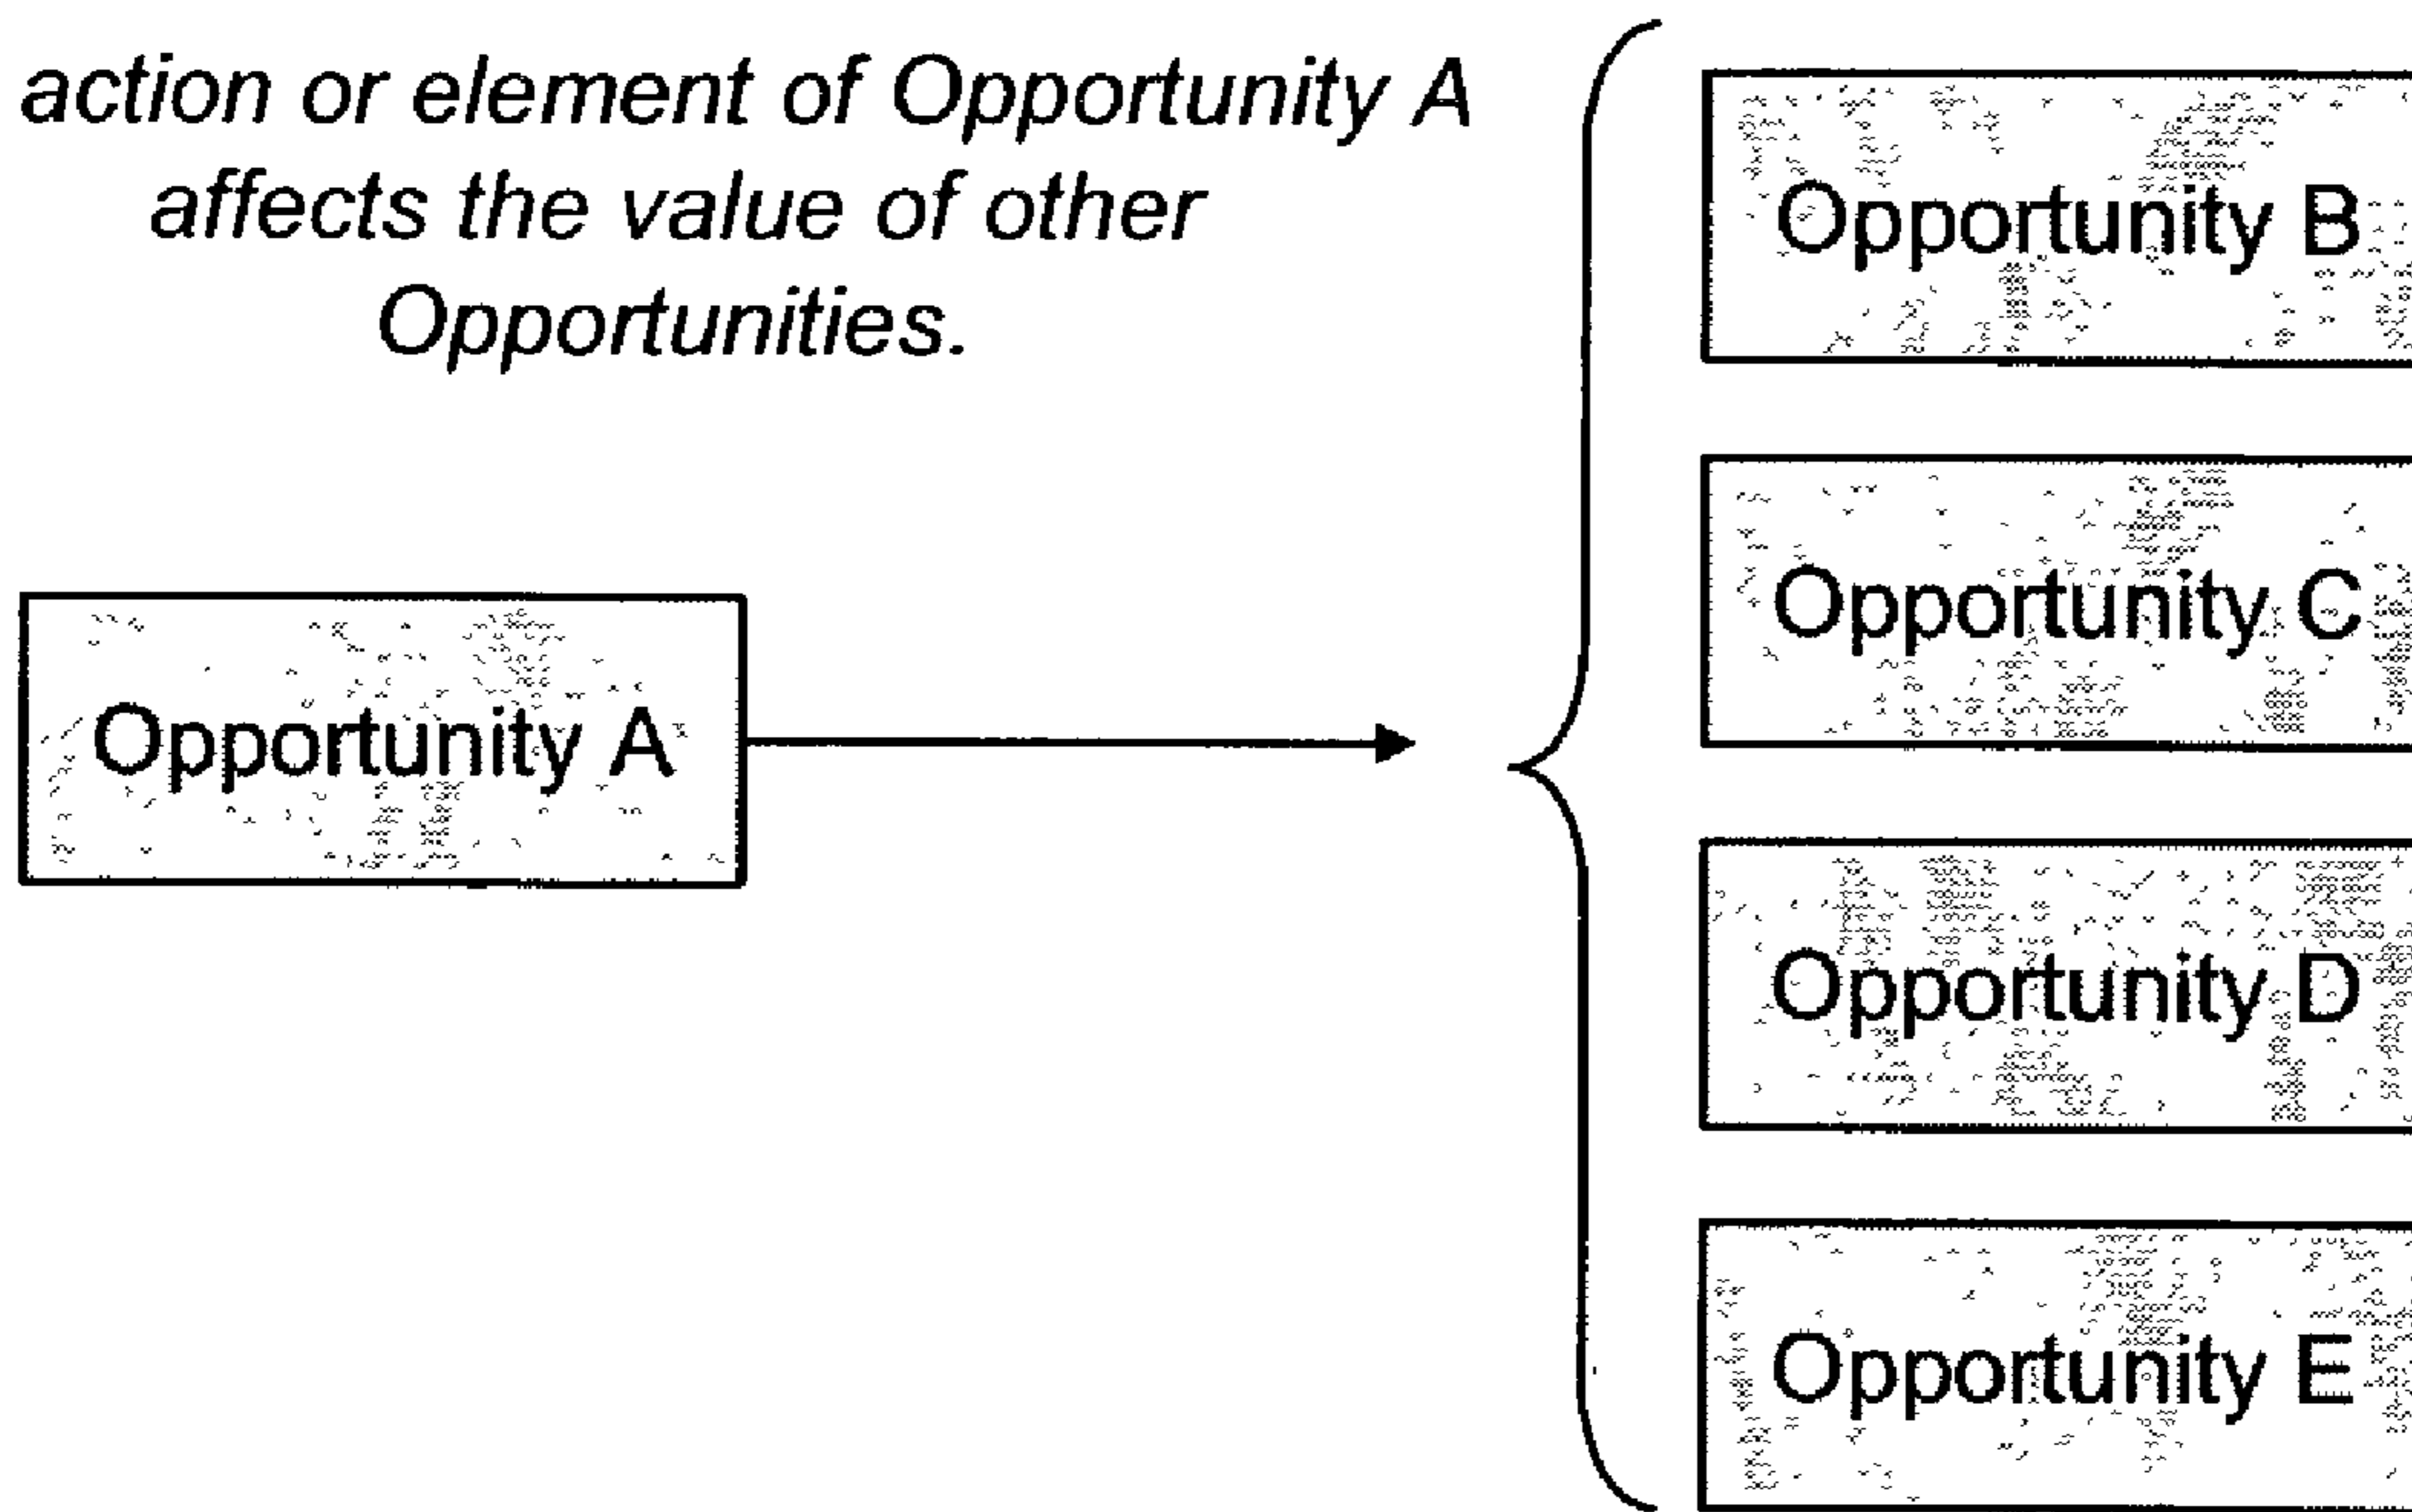 action or element of Opportunity A
affects the value of other
Opportunities.
Opportunity A
Opportunity B
Opportunity C
Opportunity D
Opportunity E